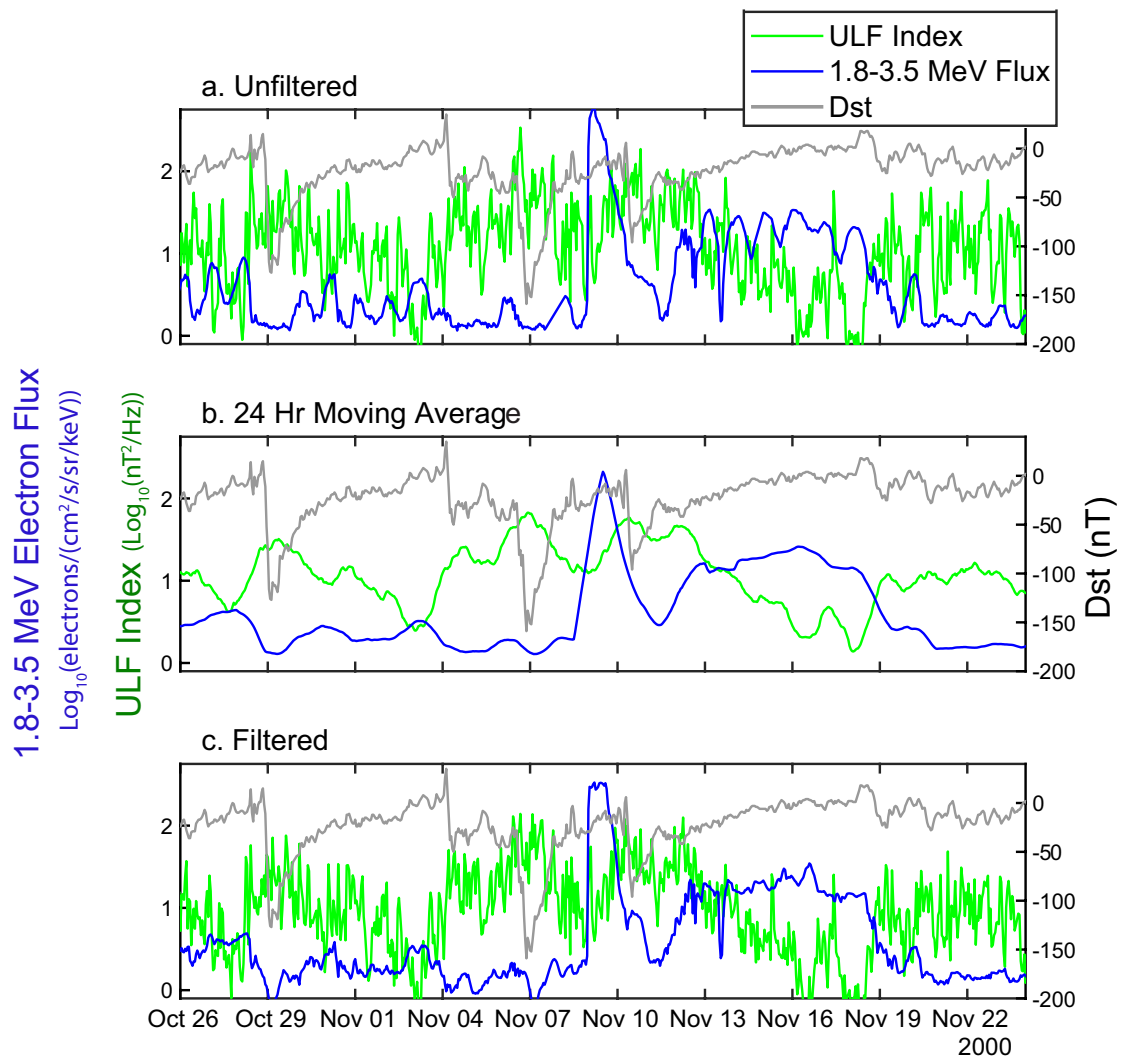 ULF Index
1.8-3.5 MeV Flux
Dst
a. Unfiltered
2
1
0
0
-50
-100
-150
-200
b. 24 Hr Moving Average
2
1
0
0
-50
-100
-150
-200
c. Filtered
2
1
0
0
-50
-100
-150
-200
1.8-3.5 MeV Electron Flux
Log₁₀(electrons/(cm²/s/sr/keV))
ULF Index (Log₁₀(nT²/Hz))
Dst (nT)
Oct 26 Oct 29 Nov 01 Nov 04 Nov 07 Nov 10 Nov 13 Nov 16 Nov 19 Nov 22
2000